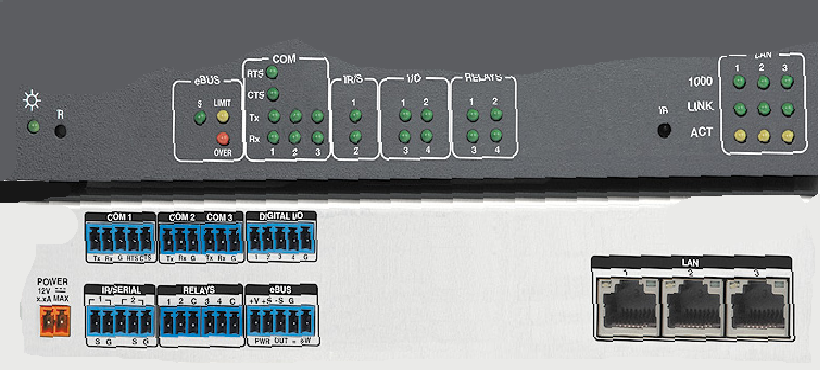 COM
eBUS
IR/S
I/O
RELAYS
LAN
RTS
1 2 3
S LIMIT
CTS
1
1 2
1 2
1000
R
Tx
IR
LINK
OVER
Rx
ACT
1 2 3
2
3 4
3 4
COM 1 COM 2 COM 3 DIGITAL I/O
Tx Rx G RTS CTS Tx Rx G Tx Rx G 1 2 3 4 G
LAN
1 2 3
POWER
12V
x.xA MAX
IR/SERIAL RELAYS eBUS
1 2 1 2 C 3 4 C +V +S -S G
S G S G PWR OUT = 6W